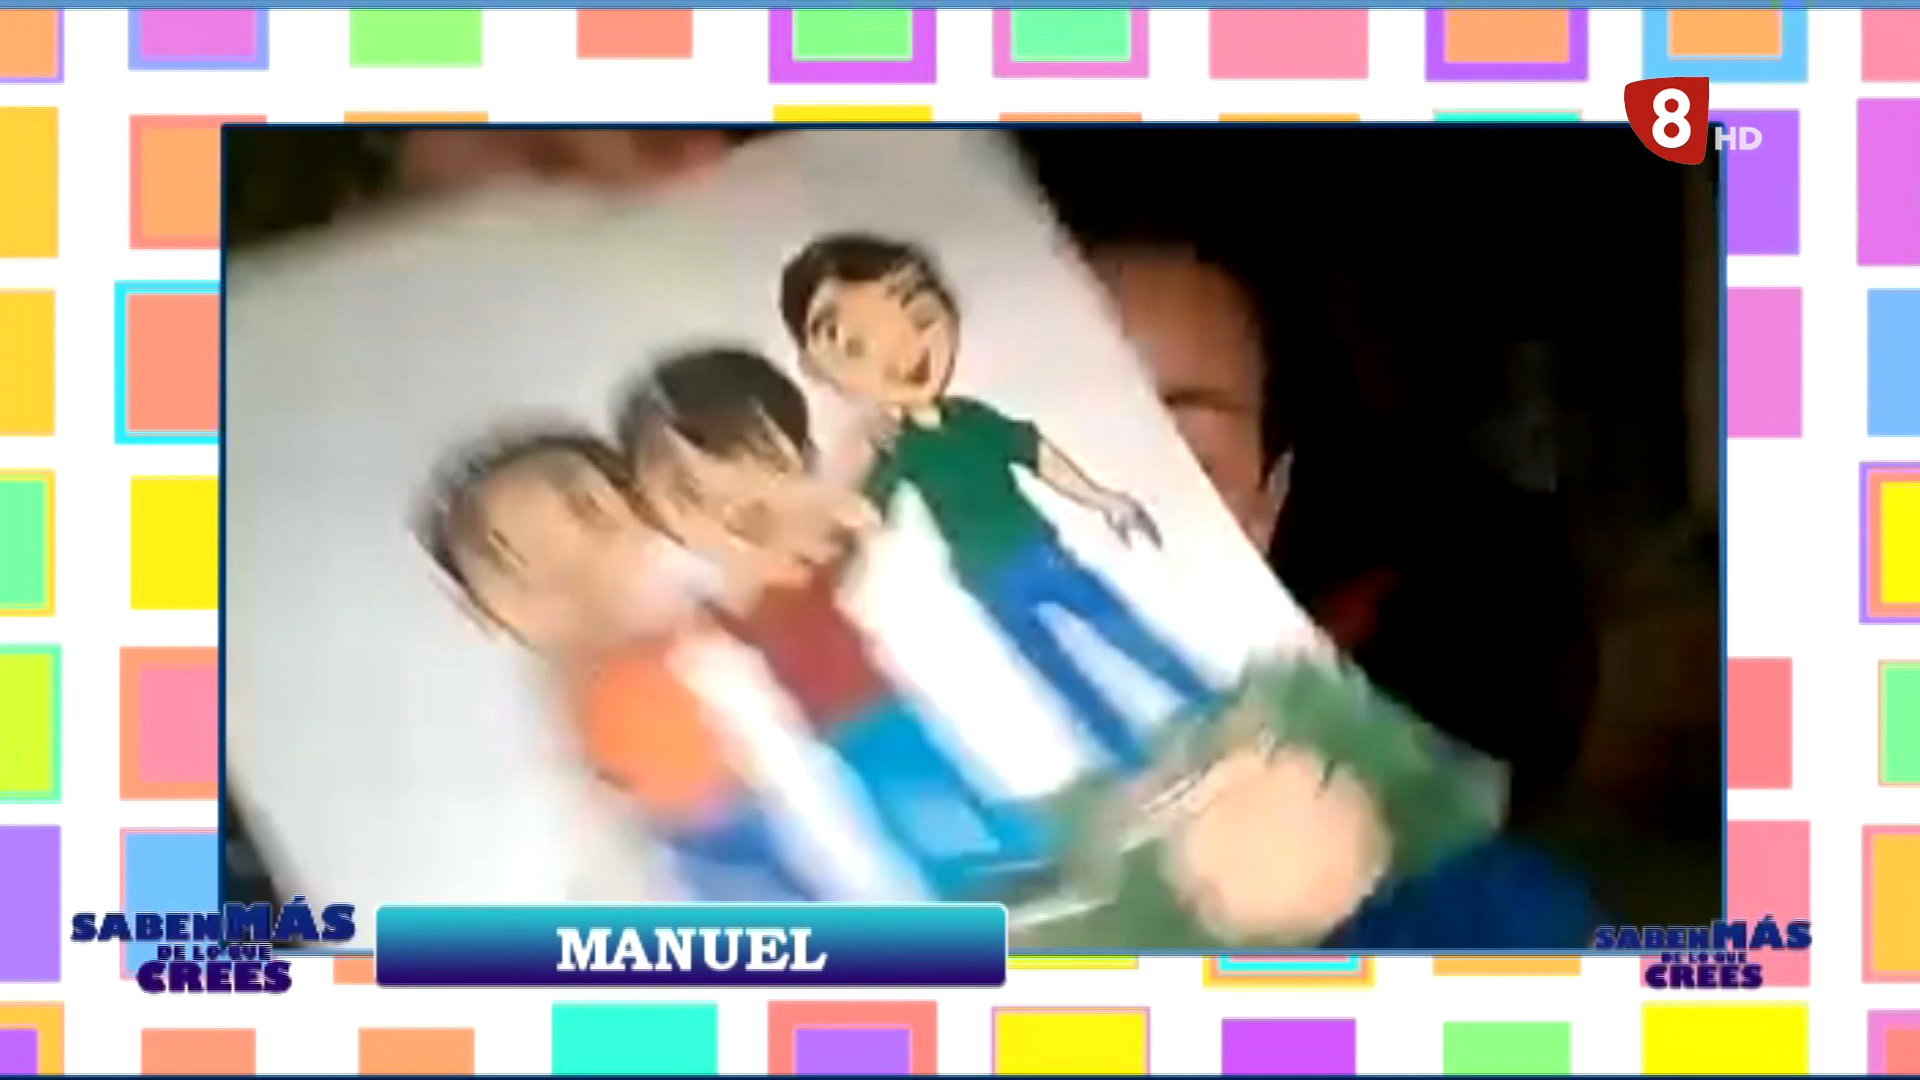 8 HD
SABEN MÁS
DE LO QUE
CREES
MANUEL
SABEN MÁS
DE LO QUE
CREES